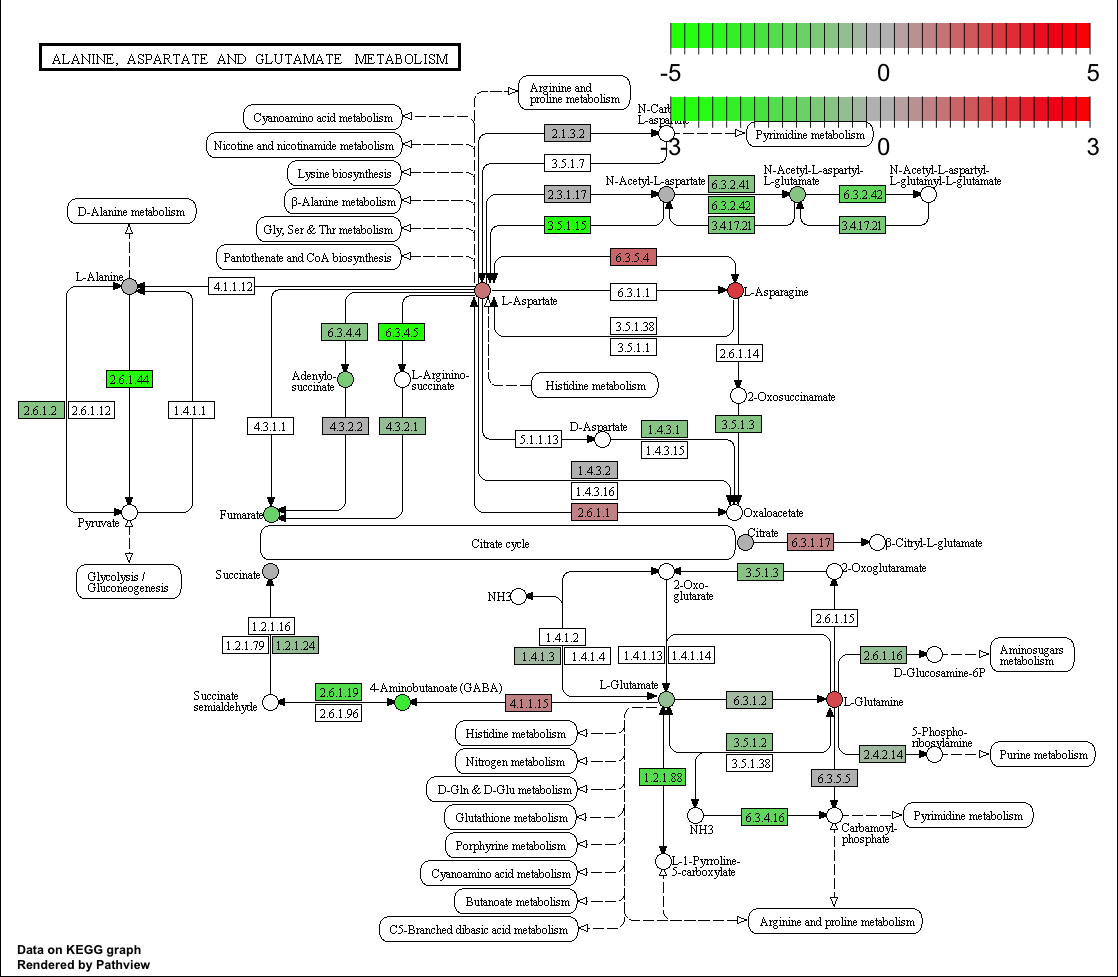 ALANINE, ASPARTATE AND GLUTAMATE METABOLISM
-5 0 5
-3 0 3
Arginine and
proline metabolism
N-Carb
L-aspartate
Cyanoamino acid metabolism
2.1.3.2
Pyrimidine metabolism
Nicotine and nicotinamide metabolism
3.5.1.7
Lysine biosynthesis
N-Acetyl-L-aspartate
6.3.2.41
N-Acetyl-L-aspartyl-
L-glutamate
N-Acetyl-L-aspartyl-
L-glutamyl-L-glutamate
2.3.1.17
6.3.2.42
6.3.2.42
β-Alanine metabolism
D-Alanine metabolism
Gly, Ser & Thr metabolism
3.5.1.15
3.4.17.21
3.4.17.21
Pantothenate and CoA biosynthesis
6.3.5.4
L-Alanine
4.1.1.12
L-Aspartate
6.3.1.1
L-Asparagine
6.3.4.4
6.3.4.5
3.5.1.38
3.5.1.1
2.6.1.14
2.6.1.44
Adenylo-
succinate
L-Argininо-
succinate
Histidine metabolism
2-Oxosuccinamate
2.6.1.2
2.6.1.12
1.4.1.1
4.3.1.1
4.3.2.2
4.3.2.1
D-Aspartate
5.1.1.13
1.4.3.1
1.4.3.15
3.5.1.3
1.4.3.2
1.4.3.16
Pyruvate
Fumarate
2.6.1.1
Oxaloacetate
Citrate cycle
Citrate
6.3.1.17
β-Citryl-L-glutamate
Glycolysis /
Gluconeogenesis
Succinate
NH3
2-Oxo-
glutarate
3.5.1.3
2-Oxoglutaramate
1.2.1.16
1.2.1.79
1.2.1.24
1.4.1.2
1.4.1.3
1.4.1.4
1.4.1.13
1.4.1.14
2.6.1.15
2.6.1.16
D-Glucosamine-6P
Aminosugars
metabolism
Succinate
semialdehyde
2.6.1.19
2.6.1.96
4-Aminobutanoate (GABA)
4.1.1.15
L-Glutamate
6.3.1.2
L-Glutamine
Histidine metabolism
3.5.1.2
3.5.1.38
2.4.2.14
5-Phospho-
ribosylamine
Purine metabolism
Nitrogen metabolism
1.2.1.88
6.3.5.5
D-Gln & D-Glu metabolism
Glutathione metabolism
NH3
6.3.4.16
Carbamoyl-
phosphate
Pyrimidine metabolism
Porphyrine metabolism
L-1-Pyrroline-
5-carboxylate
Cyanoamino acid metabolism
Butanoate metabolism
C5-Branched dibasic acid metabolism
Arginine and proline metabolism
Data on KEGG graph
Rendered by Pathview